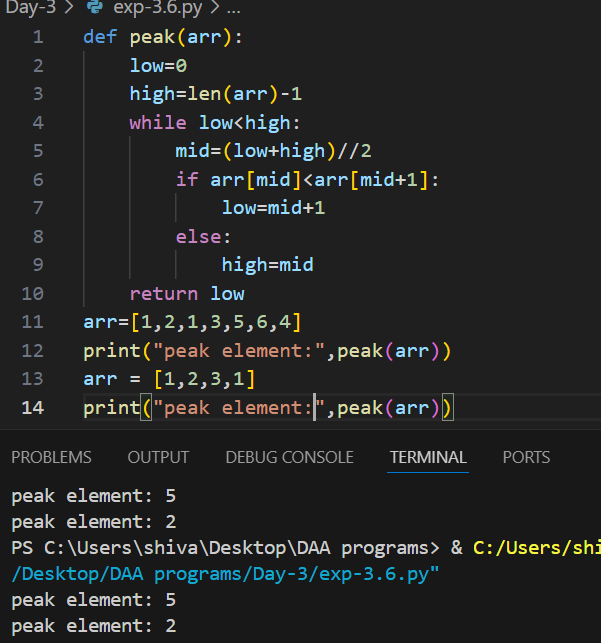 Day-3 > exp-3.6.py > ...
1 def peak(arr):
2     low=0
3     high=len(arr)-1
4     while low<high:
5         mid=(low+high)//2
6         if arr[mid]<arr[mid+1]:
7             low=mid+1
8         else:
9             high=mid
10     return low
11 arr=[1,2,1,3,5,6,4]
12 print("peak element:",peak(arr))
13 arr = [1,2,3,1]
14 print("peak element:",peak(arr))
PROBLEMS OUTPUT DEBUG CONSOLE TERMINAL PORTS
peak element: 5
peak element: 2
PS C:\Users\shiva\Desktop\DAA programs> & C:/Users/shi
/Desktop/DAA programs/Day-3/exp-3.6.py"
peak element: 5
peak element: 2